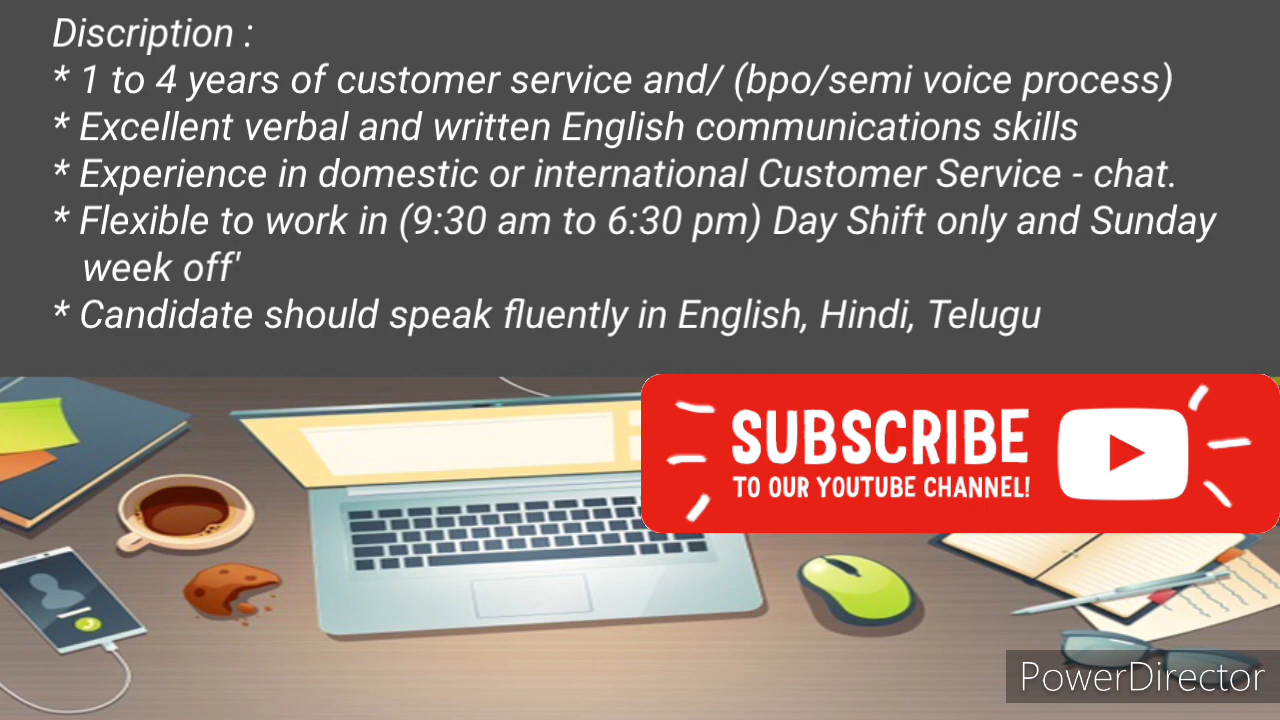 Discription :
* 1 to 4 years of customer service and/ (bpo/semi voice process)
* Excellent verbal and written English communications skills
* Experience in domestic or international Customer Service - chat.
* Flexible to work in (9:30 am to 6:30 pm) Day Shift only and Sunday
week off'
* Candidate should speak fluently in English, Hindi, Telugu
SUBSCRIBE
TO OUR YOUTUBE CHANNEL!
PowerDirector